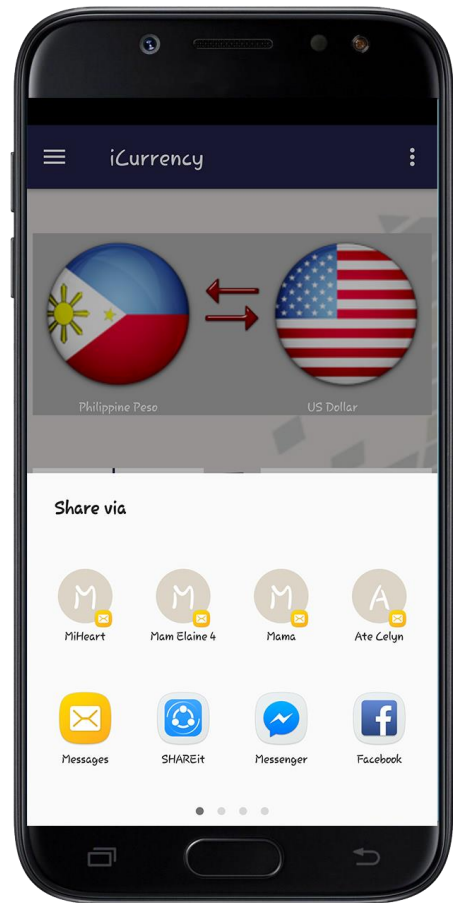 iCurrency
Philippine Peso
US Dollar
Share via
M
M
M
A
MiHeart
Mam Elaine 4
Mama
Ate Celyn
Messages
SHAREit
Messenger
Facebook